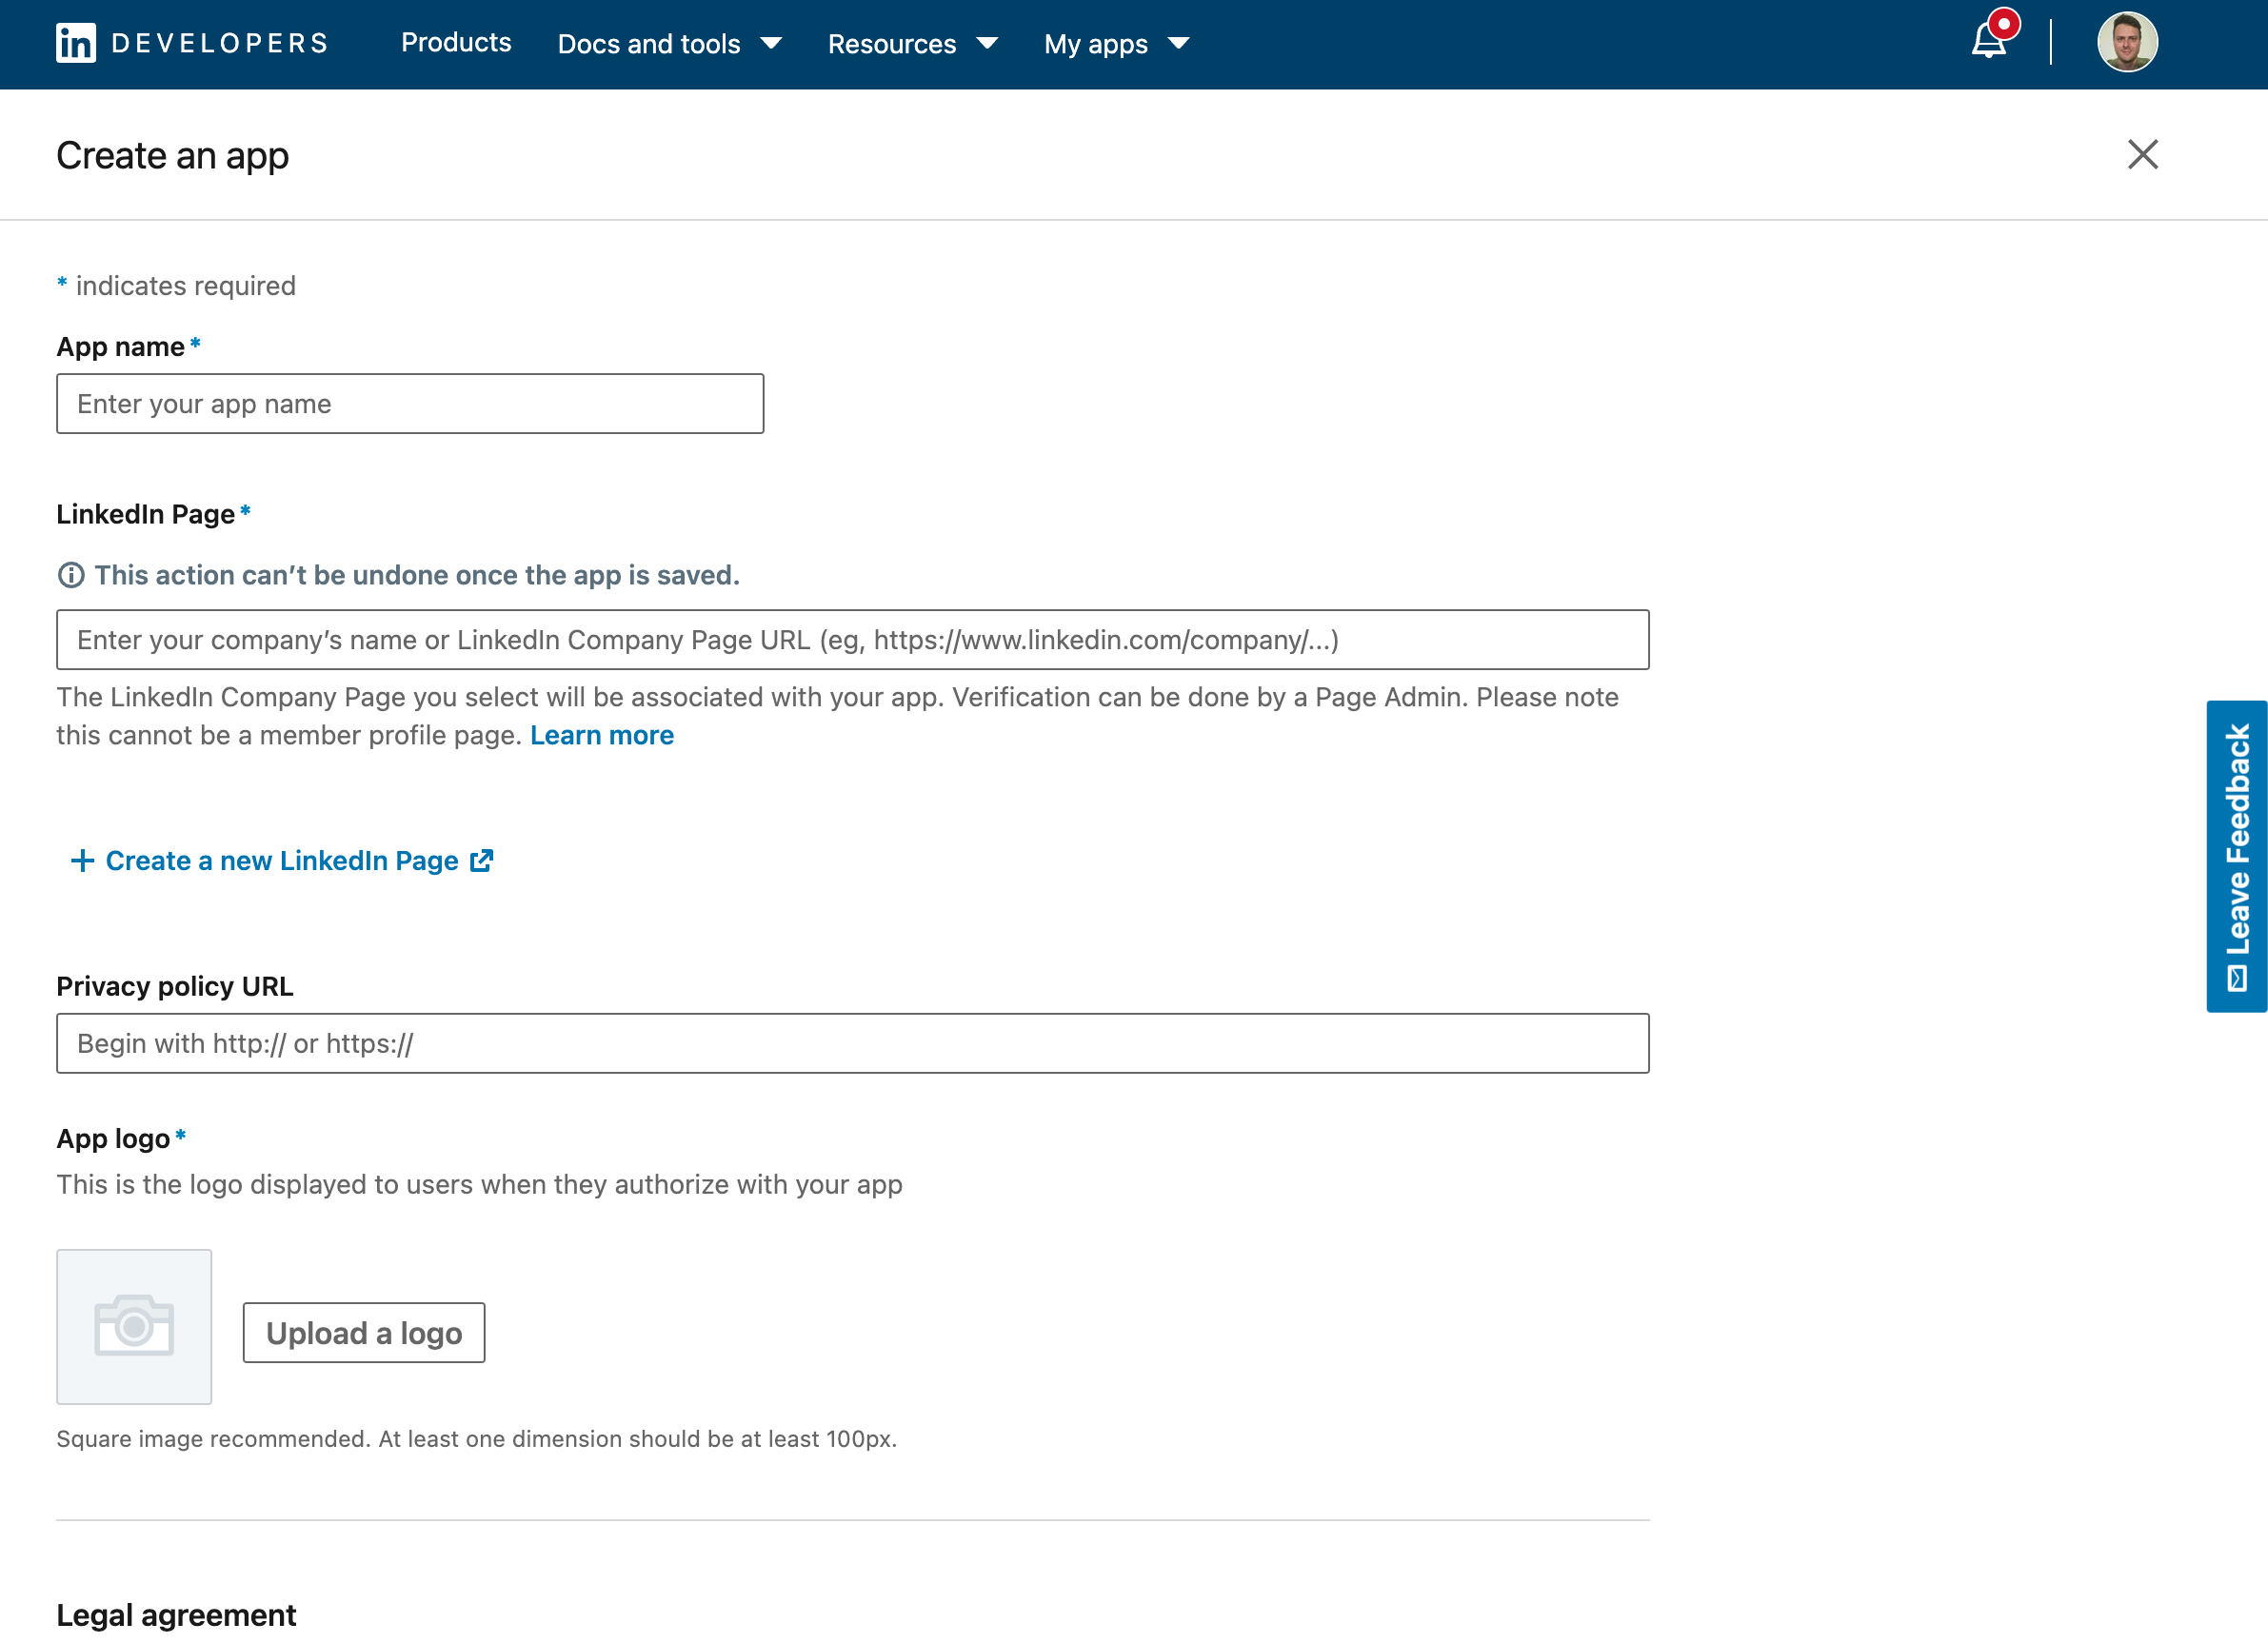 in DEVELOPERS Products Docs and tools Resources My apps
Create an app
* indicates required
App name*
Enter your app name
LinkedIn Page*
This action can’t be undone once the app is saved.
Enter your company’s name or LinkedIn Company Page URL (eg, https://www.linkedin.com/company/...)
The LinkedIn Company Page you select will be associated with your app. Verification can be done by a Page Admin. Please note
this cannot be a member profile page. Learn more
+ Create a new LinkedIn Page
Leave Feedback
Privacy policy URL
Begin with http:// or https://
App logo*
This is the logo displayed to users when they authorize with your app
Upload a logo
Square image recommended. At least one dimension should be at least 100px.
Legal agreement